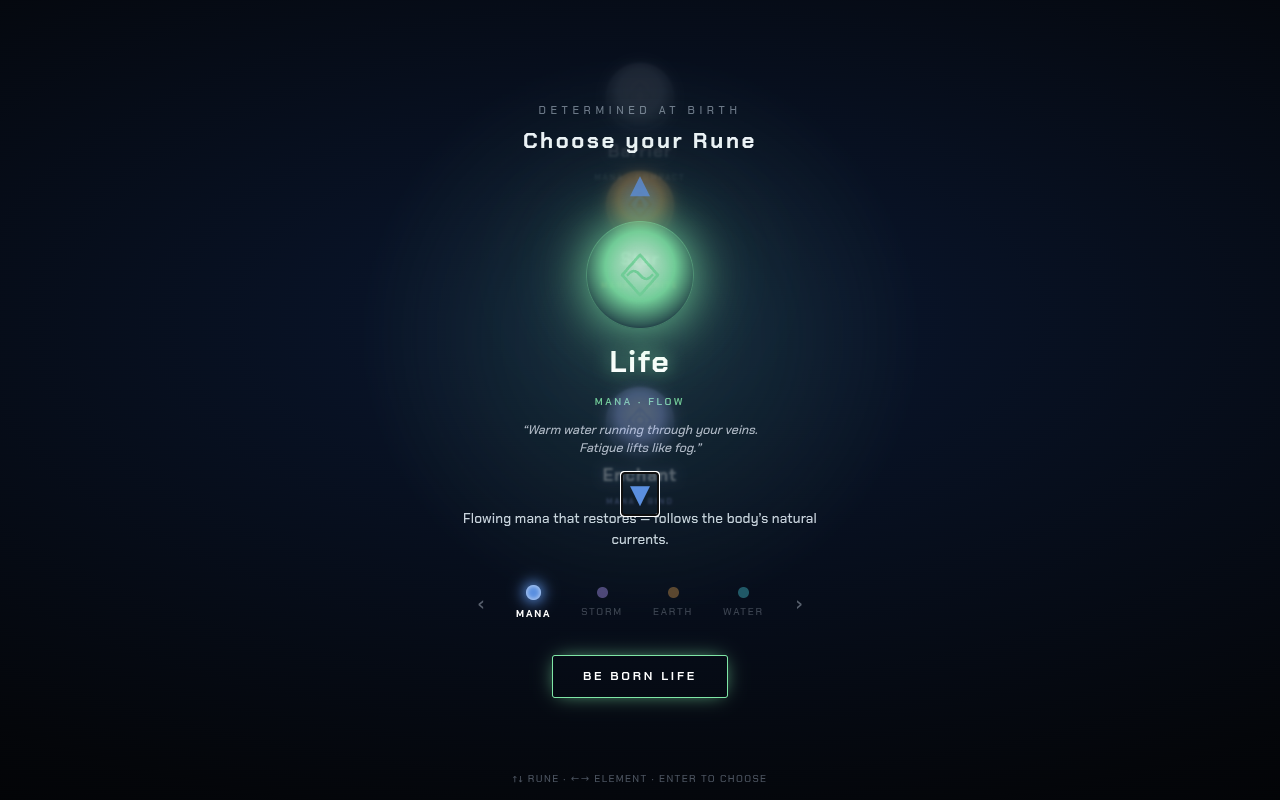 DETERMINED AT BIRTH
Choose your Rune
Life
MANA · FLOW
“Warm water running through your veins.
Fatigue lifts like fog.”
Enchant
Flowing mana that restores — follows the body’s natural
currents.
‹ MANA STORM EARTH WATER ›
BE BORN LIFE
↑↓ RUNE · ←→ ELEMENT · ENTER TO CHOOSE